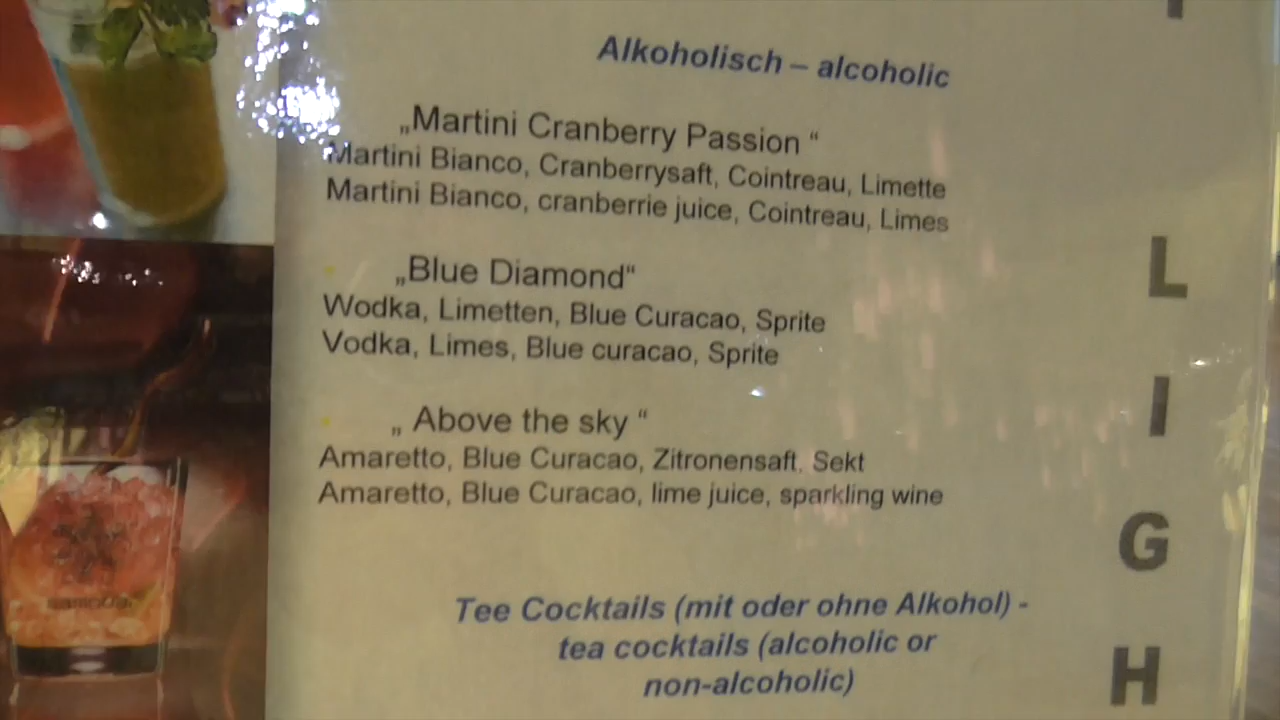 Alkoholisch – alcoholic
„Martini Cranberry Passion “
Martini Bianco, Cranberrysaft, Cointreau, Limette
Martini Bianco, cranberrie juice, Cointreau, Limes
„Blue Diamond“
Wodka, Limetten, Blue Curacao, Sprite
Vodka, Limes, Blue curacao, Sprite
„ Above the sky “
Amaretto, Blue Curacao, Zitronensaft, Sekt
Amaretto, Blue Curacao, lime juice, sparkling wine
Tee Cocktails (mit oder ohne Alkohol) -
tea cocktails (alcoholic or
non-alcoholic)
L
I
G
H